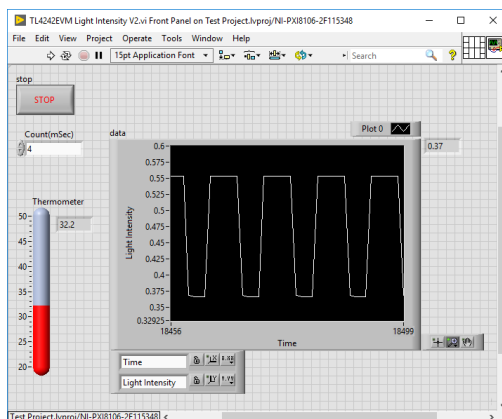 TL4242EVM Light Intensity V2.vi Front Panel on Test Project.lvproj/NI-PXI8106-2F115348
File Edit View Project Operate Tools Window Help
15pt Application Font
Search
stop
STOP
Count(mSec)
4
Thermometer
32.2
50
45
40
35
30
25
20
data
Plot 0
0.37
0.6
0.575
0.55
0.525
0.5
0.475
0.45
0.425
0.4
0.375
0.35
0.32925
Light Intensity
18456
18499
Time
Time
Light Intensity
Test Project.lvproj/NI-PXI8106-2F115348